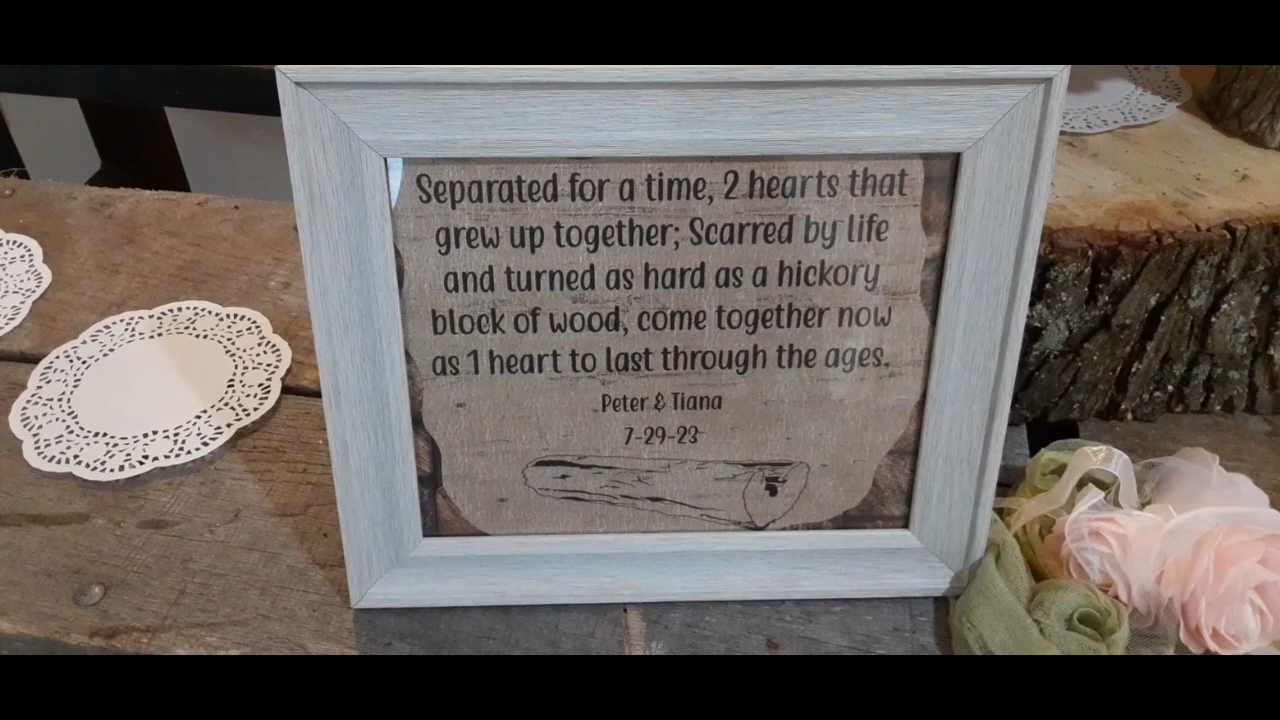 Separated for a time, 2 hearts that
grew up together; Scarred by life
and turned as hard as a hickory
block of wood, come together now
as 1 heart to last through the ages.
Peter & Tiana
7-29-23